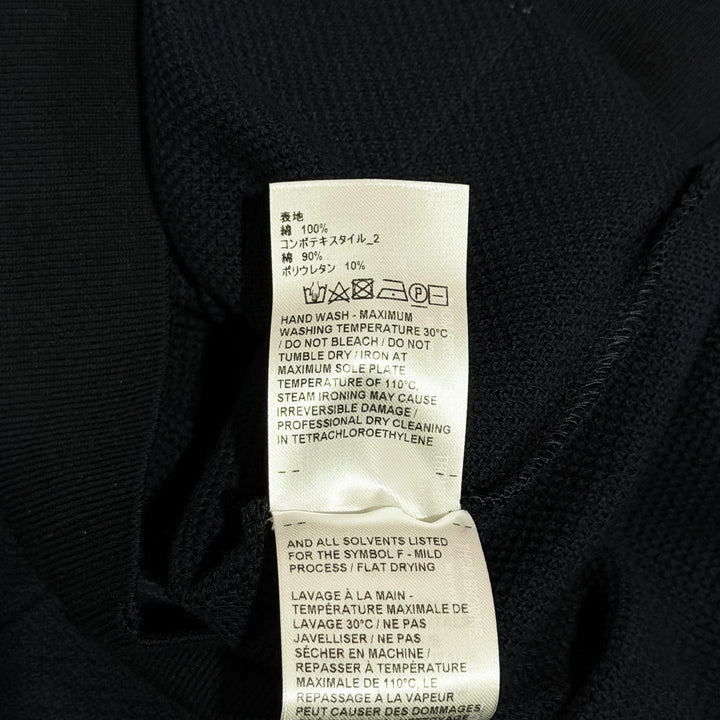 表地
綿 100%
コンポテキスタイル_2
綿 90%
ポリウレタン 10%
P
HAND WASH - MAXIMUM
WASHING TEMPERATURE 30°C
/ DO NOT BLEACH / DO NOT
TUMBLE DRY / IRON AT
MAXIMUM SOLE PLATE
TEMPERATURE OF 110°C,
STEAM IRONING MAY CAUSE
IRREVERSIBLE DAMAGE /
PROFESSIONAL DRY CLEANING
IN TETRACHLOROETHYLENE
AND ALL SOLVENTS LISTED
FOR THE SYMBOL F - MILD
PROCESS / FLAT DRYING
LAVAGE À LA MAIN -
TEMPÉRATURE MAXIMALE DE
LAVAGE 30°C / NE PAS
JAVELLISER / NE PAS
SÉCHER EN MACHINE /
REPASSER À TEMPÉRATURE
MAXIMALE DE 110°C, LE
REPASSAGE À LA VAPEUR
PEUT CAUSER DES DOMMAGES